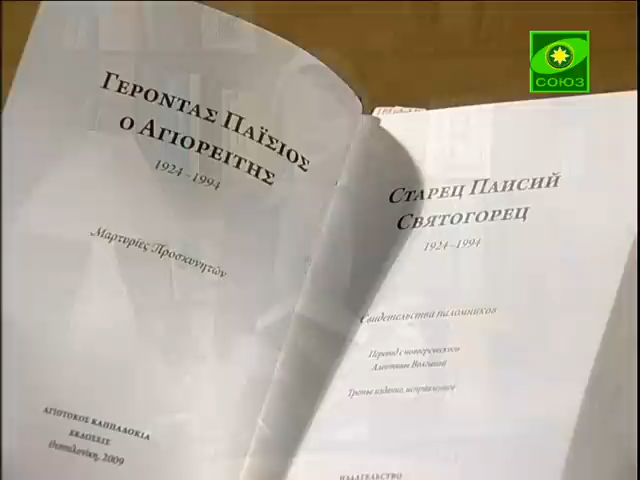 ΓΕΡΟΝΤΑΣ ΠΑΪΣΙΟΣ
Ο ΑΓΙΟΡΕΙΤΗΣ
1924-1994
Μαρτυρίες Προσκυνητών
ΑΓΙΟΤΟΚΟΣ ΚΑΠΠΑΔΟΚΙΑ
ΕΚΔΟΣΕΙΣ
Θεσσαλονίκη, 2009
СТАРЕЦ ПАИСИЙ
СВЯТОГОРЕЦ
1924–1994
Свидетельства паломников
Перевод с новогреческого
Третье издание, исправленное
ИЗДАТЕЛЬСТВО
СОЮЗ